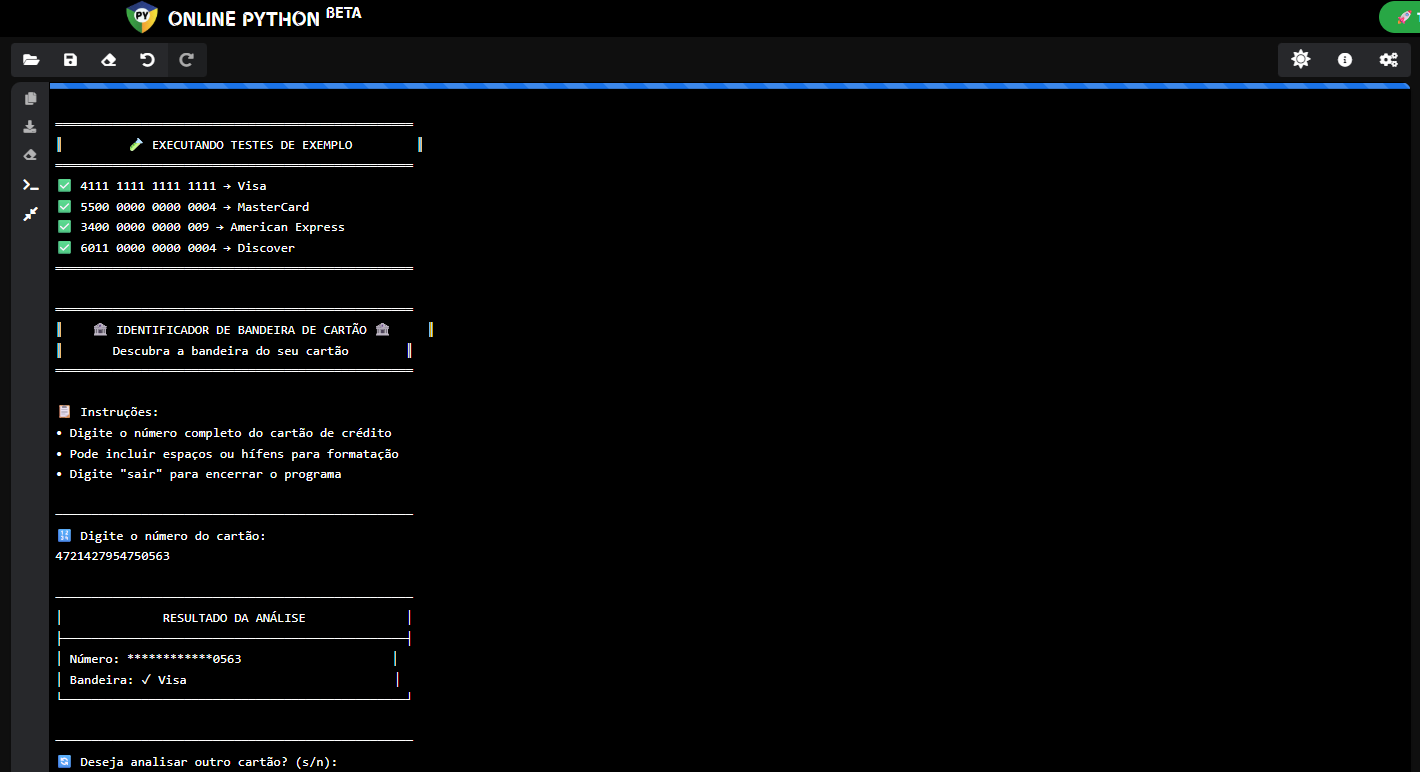 ONLINE PYTHON BETA
EXECUTANDO TESTES DE EXEMPLO
4111 1111 1111 1111 → Visa
5500 0000 0000 0004 → MasterCard
3400 0000 0000 009 → American Express
6011 0000 0000 0004 → Discover
IDENTIFICADOR DE BANDEIRA DE CARTÃO
Descubra a bandeira do seu cartão
Instruções:
• Digite o número completo do cartão de crédito
• Pode incluir espaços ou hífens para formatação
• Digite "sair" para encerrar o programa
Digite o número do cartão:
4721427954750563
RESULTADO DA ANÁLISE
Número: ************0563
Bandeira: ✓ Visa
Deseja analisar outro cartão? (s/n):